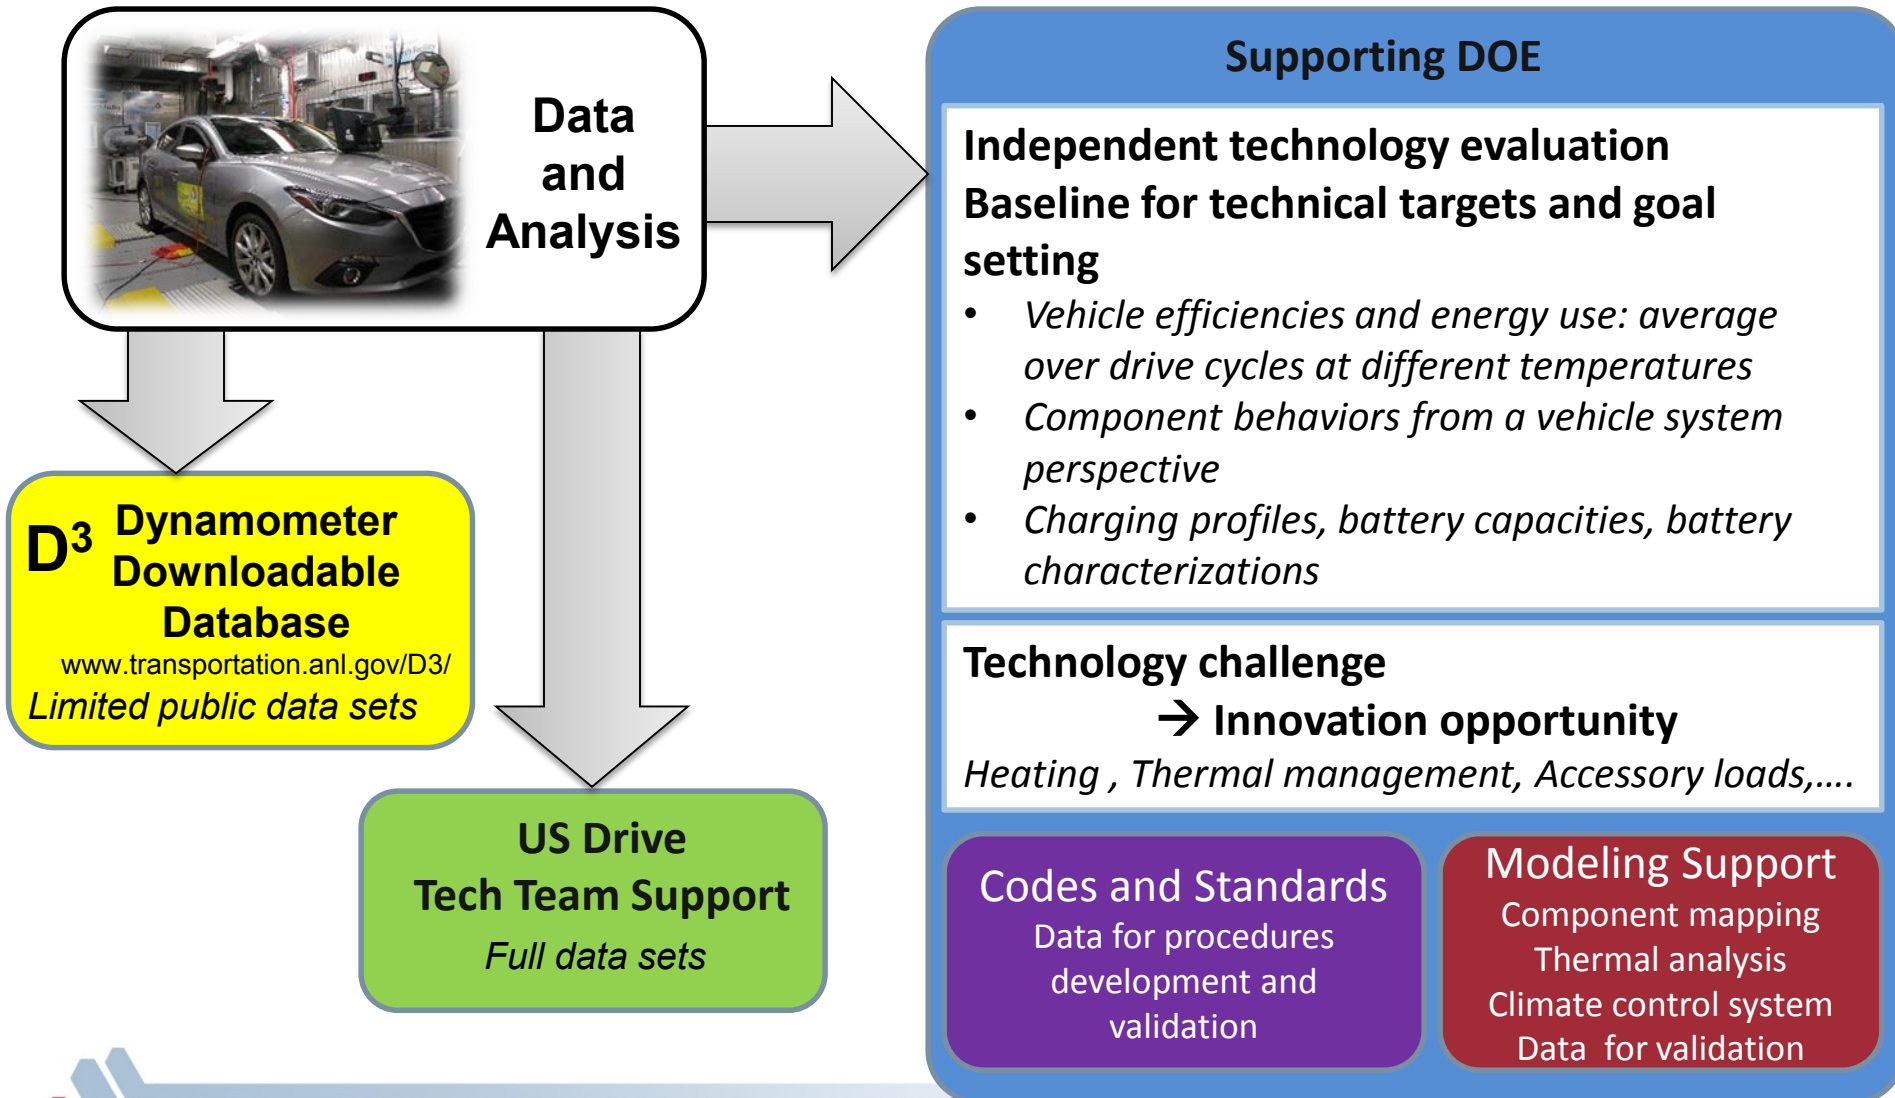 Data
and
Analysis
D³ Dynamometer
Downloadable
Database
www.transportation.anl.gov/D3/
Limited public data sets
US Drive
Tech Team Support
Full data sets
Supporting DOE
Independent technology evaluation
Baseline for technical targets and goal
setting
• Vehicle efficiencies and energy use: average
over drive cycles at different temperatures
• Component behaviors from a vehicle system
perspective
• Charging profiles, battery capacities, battery
characterizations
Technology challenge
→ Innovation opportunity
Heating , Thermal management, Accessory loads,....
Codes and Standards
Data for procedures
development and
validation
Modeling Support
Component mapping
Thermal analysis
Climate control system
Data for validation